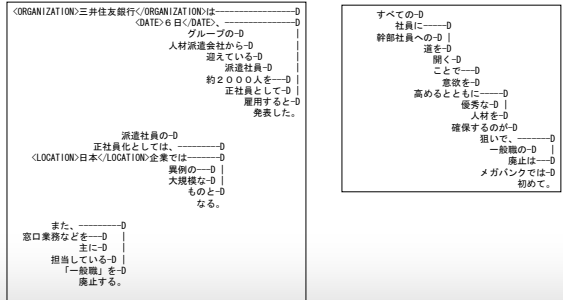 <ORGANIZATION>三井住友銀行</ORGANIZATION>は-----------------D
<DATE>６日</DATE>、---------------D |
グループの-D |
人材派遣会社から-D |
迎えている-D |
派遣社員-D |
約２０００人を---D |
正社員として-D |
雇用すると-D
発表した。
派遣社員の-D
正社員化としては、---------D
<LOCATION>日本</LOCATION>企業では-------D
異例の---D |
大規模な-D |
ものと-D
なる。
また、---------D
窓口業務などを---D |
主に-D |
担当している-D |
「一般職」を-D
廃止する。
すべての-D
社員に-----D
幹部社員への-D |
道を-D
開く-D
ことで---D
意欲を-D
高めるとともに-----D
優秀な-D |
人材を-D
確保するのが-D
狙いで、-------D
一般職の-D |
廃止は---D
メガバンクでは-D
初めて。